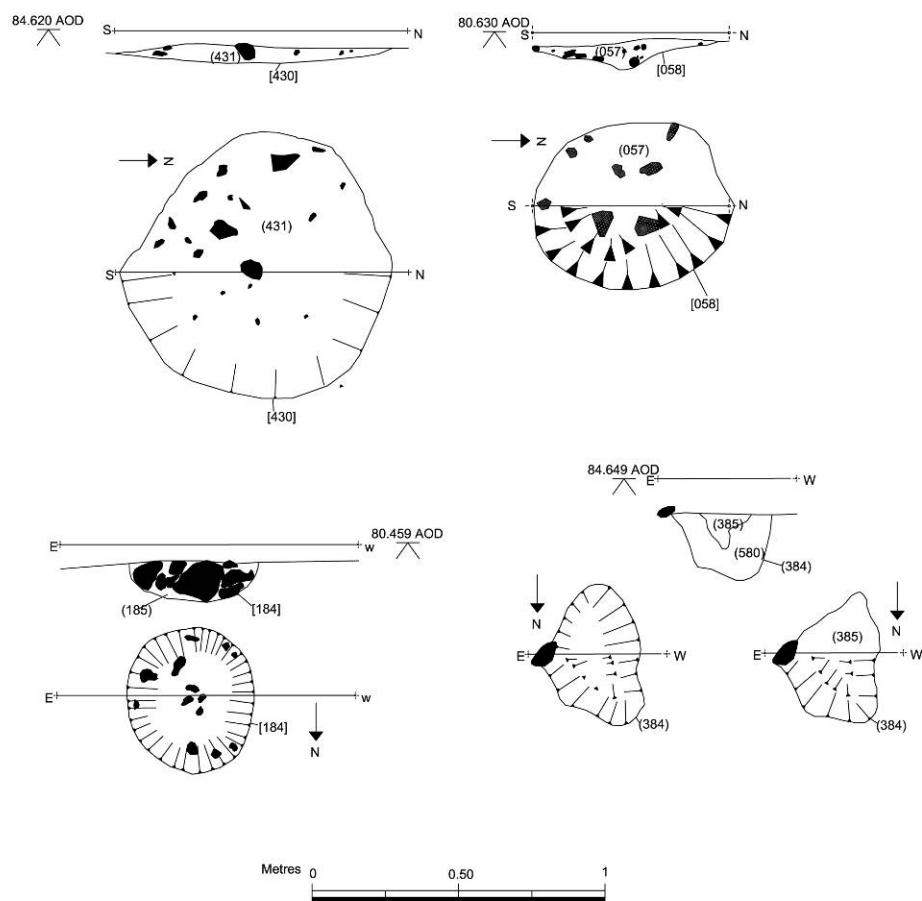 84.620 AOD
S N
(431)
[430]
N
(431)
S N
[430]
80.630 AOD
S N
(057)
[058]
N
(057)
S N
[058]
80.459 AOD
E w
(185) [184]
E w
[184]
N
84.649 AOD
E W
(385)
(580)
(384)
N
E W
(384)
N
(385)
E W
(384)
Metres 0 0.50 1